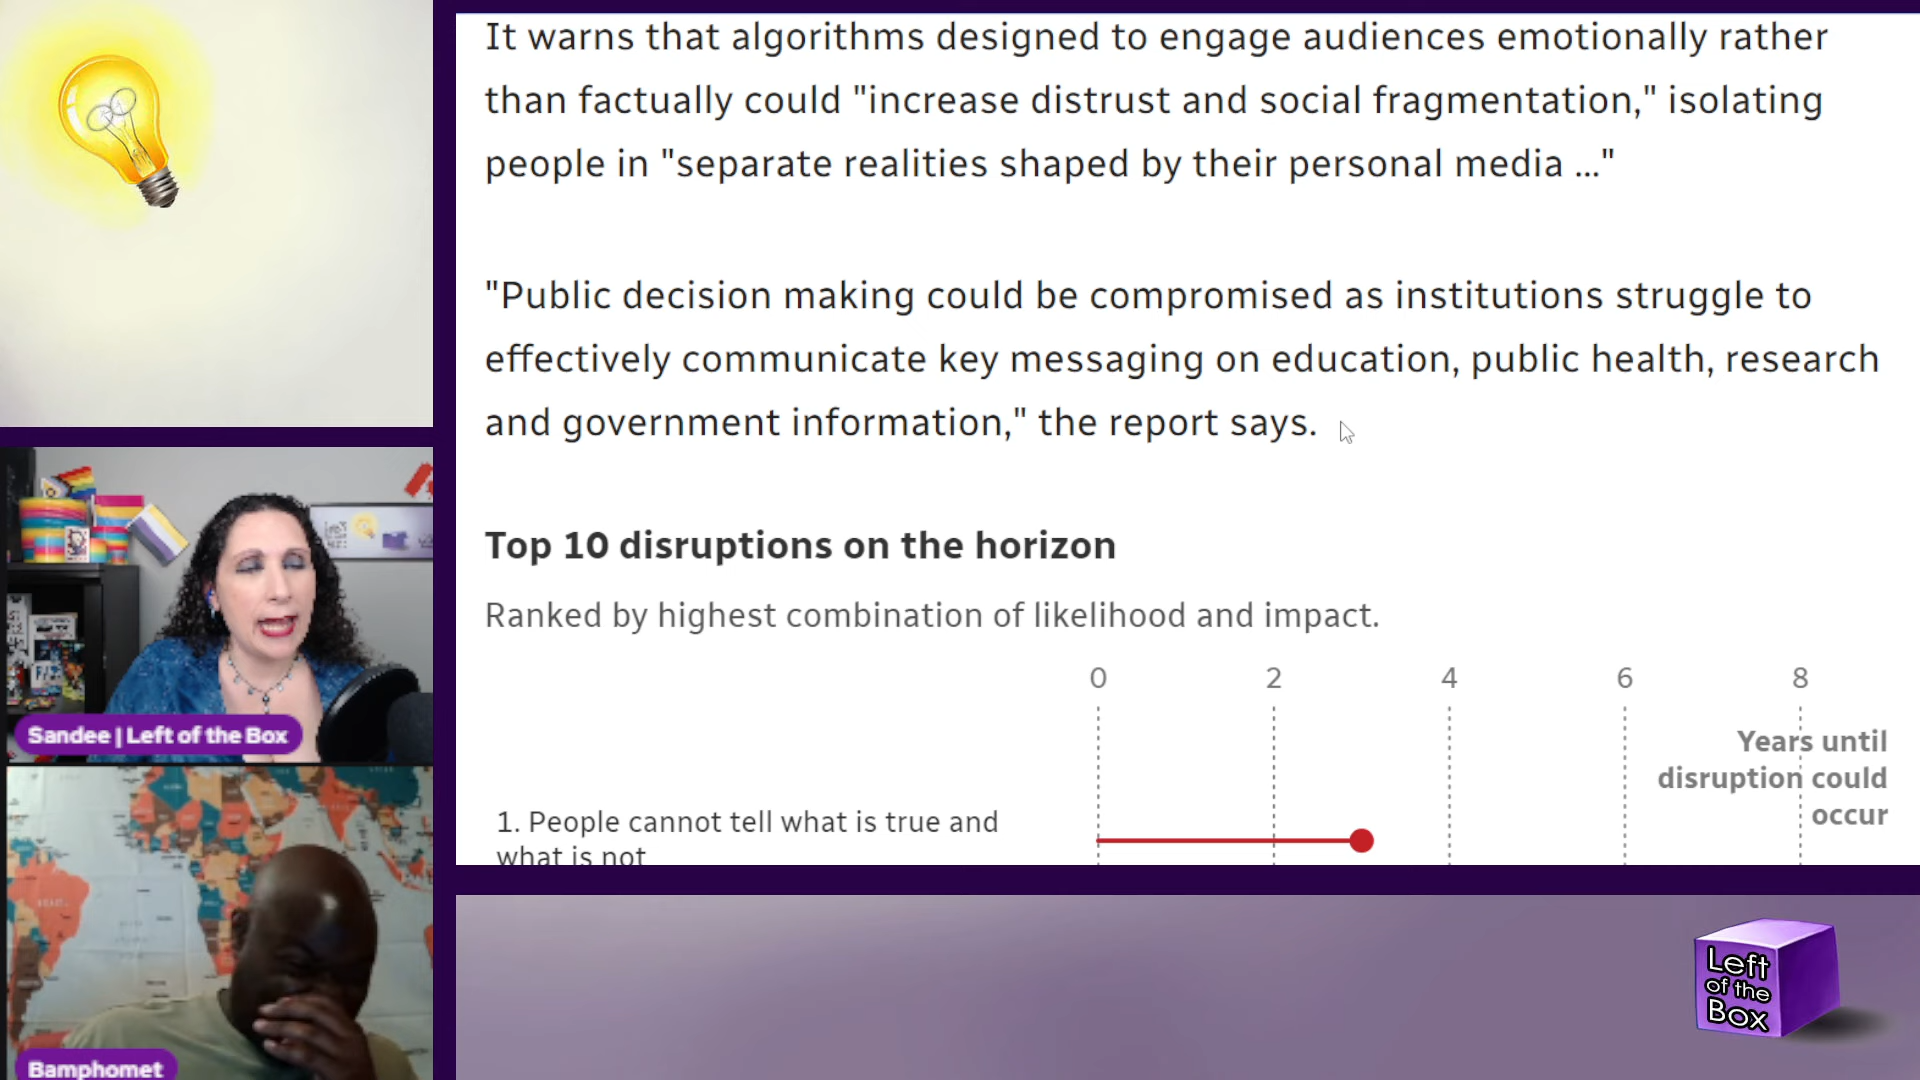 It warns that algorithms designed to engage audiences emotionally rather
than factually could "increase distrust and social fragmentation," isolating
people in "separate realities shaped by their personal media ..."
"Public decision making could be compromised as institutions struggle to
effectively communicate key messaging on education, public health, research
and government information," the report says.
Top 10 disruptions on the horizon
Ranked by highest combination of likelihood and impact.
0 2 4 6 8
Years until
disruption could
occur
1. People cannot tell what is true and
what is not
Sandee | Left of the Box
Bamphomet
Left
of the
Box